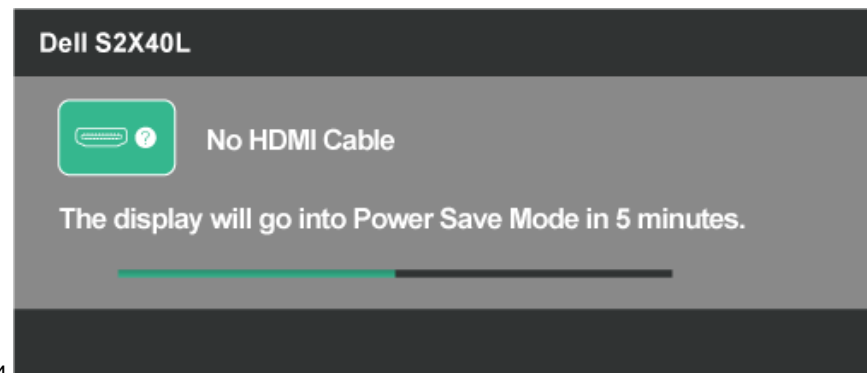 Dell S2X40L
?
No HDMI Cable
The display will go into Power Save Mode in 5 minutes.